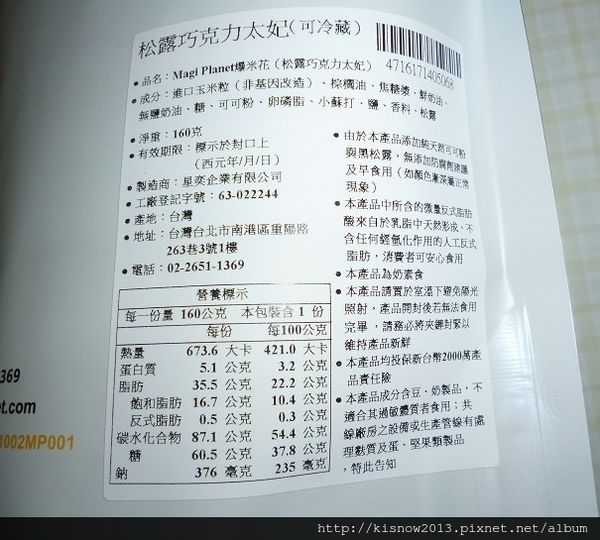 松露巧克力太妃(可冷藏)
4716171405068
● 品名：Magi Planet爆米花（松露巧克力太妃）
● 成分：進口玉米粒（非基因改造）、棕櫚油、焦糖漿、鮮奶油、
無鹽奶油、糖、可可粉、卵磷脂、小蘇打、鹽、香料、松露
● 淨重：160克
● 有效期限：標示於封口上
（西元年/月/日）
● 製造商：星奕企業有限公司
● 工廠登記字號：63-022244
● 產地：台灣
● 地址：台灣台北市南港區重陽路
263巷3號1樓
● 電話：02-2651-1369
營養標示
每一份量 160公克 本包裝含 1 份
每份 每100公克
熱量 673.6 大卡 421.0 大卡
蛋白質 5.1 公克 3.2 公克
脂肪 35.5 公克 22.2 公克
飽和脂肪 16.7 公克 10.4 公克
反式脂肪 0.5 公克 0.3 公克
碳水化合物 87.1 公克 54.4 公克
糖 60.5 公克 37.8 公克
鈉 376 毫克 235 毫克
● 由於本產品添加純天然可可粉
與黑松露，無添加防腐劑建議
及早食用（如顏色漸深屬正常
現象）
● 本產品中所含的微量反式脂肪
酸來自於乳脂中天然形成、不
含任何經氫化作用的人工反式
脂肪，消費者可安心食用
● 本產品為奶素食
● 本產品請置於室溫下避免陽光
照射，產品開封後若無法食用
完畢，請務必將夾鏈封緊以
維持產品新鮮
● 本產品均投保新台幣2000萬產
品責任險
● 本產品成分含豆、奶製品，不
適合其過敏體質者食用；共
線廠房之設備或生產管線有處
理麩質及蛋、堅果類製品
，特此告知
369
et.com
1002MP001
http://kisnow2013.pixnet.net/album